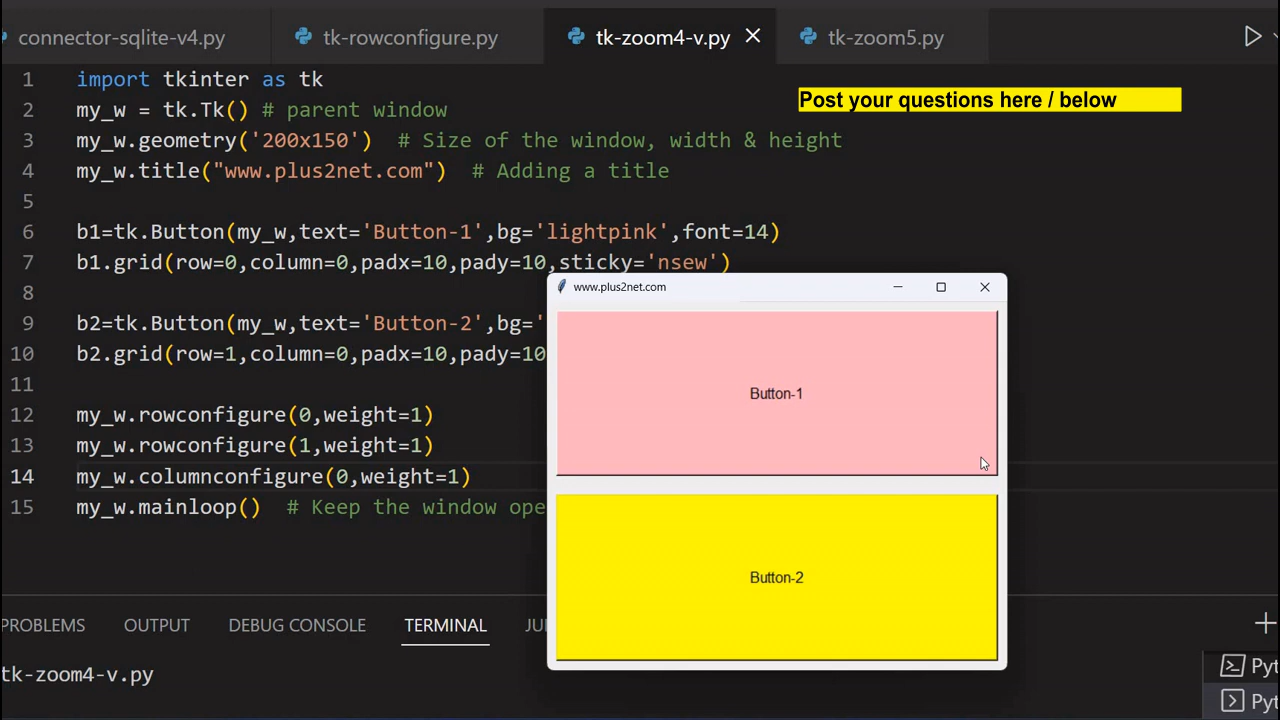 connector-sqlite-v4.py tk-rowconfigure.py tk-zoom4-v.py tk-zoom5.py
Post your questions here / below
1 import tkinter as tk
2 my_w = tk.Tk() # parent window
3 my_w.geometry('200x150')  # Size of the window, width & height
4 my_w.title("www.plus2net.com")  # Adding a title
5
6 b1=tk.Button(my_w,text='Button-1',bg='lightpink',font=14)
7 b1.grid(row=0,column=0,padx=10,pady=10,sticky='nsew')
8
9 b2=tk.Button(my_w,text='Button-2',bg='
10 b2.grid(row=1,column=0,padx=10,pady=10
11
12 my_w.rowconfigure(0,weight=1)
13 my_w.rowconfigure(1,weight=1)
14 my_w.columnconfigure(0,weight=1)
15 my_w.mainloop()  # Keep the window ope
www.plus2net.com
Button-1
Button-2
PROBLEMS OUTPUT DEBUG CONSOLE TERMINAL JU
tk-zoom4-v.py
Pyt
Pyt